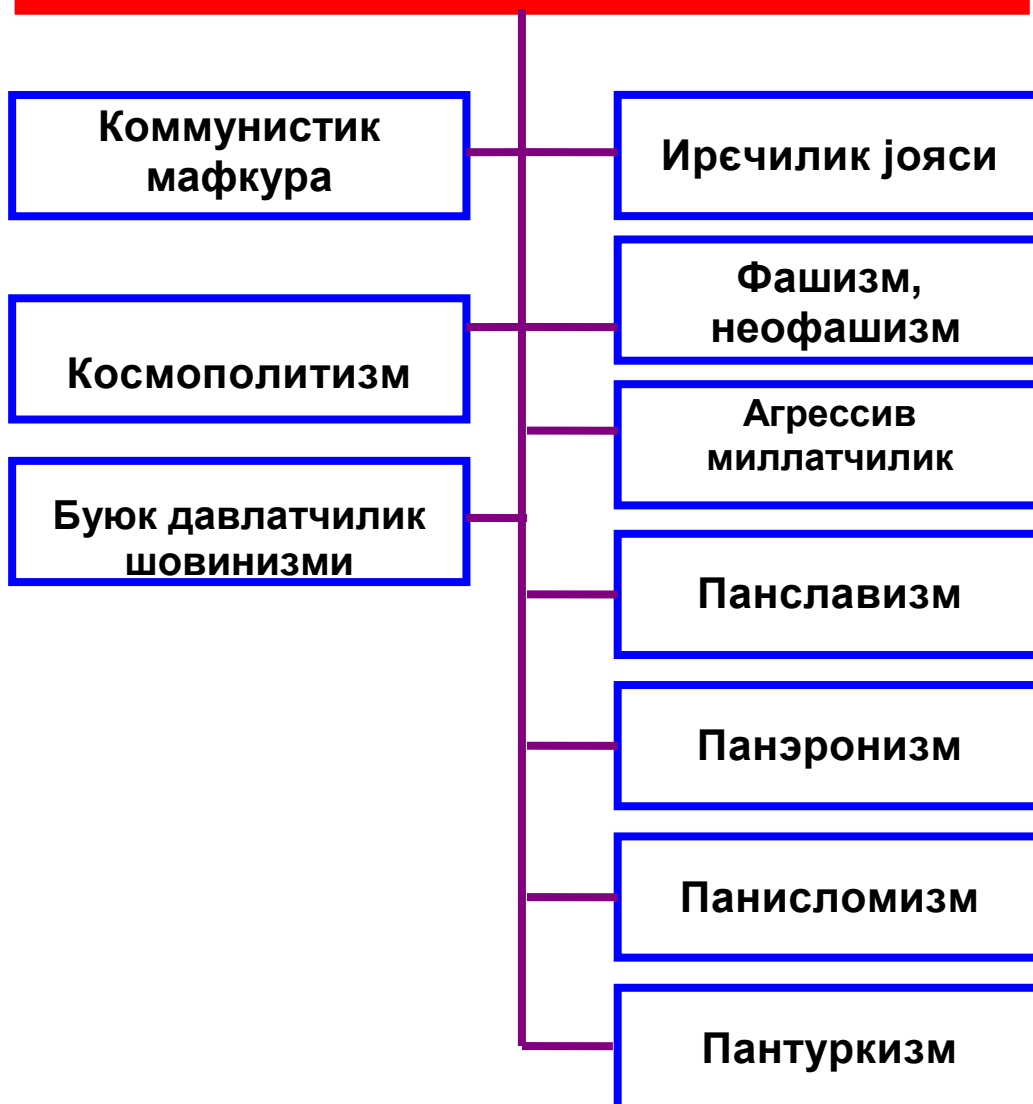 Коммунистик
мафкура
Ирєчилик јояси
Фашизм,
неофашизм
Космополитизм
Агрессив
миллатчилик
Буюк давлатчилик
шовинизми
Панславизм
Панэронизм
Панисломизм
Пантуркизм